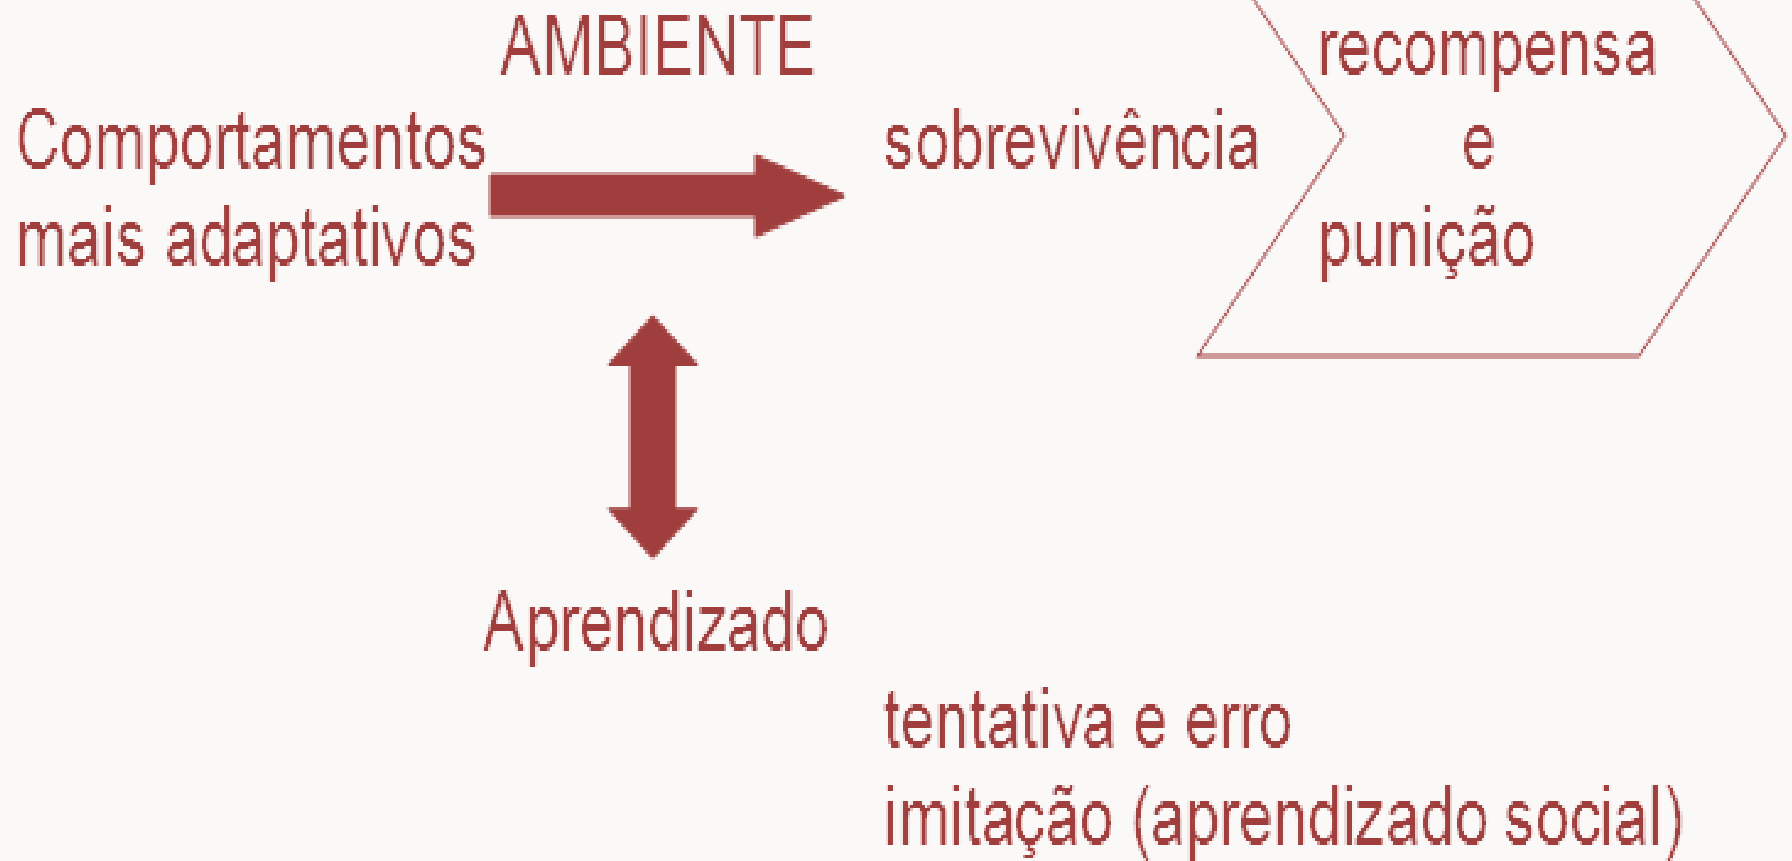 AMBIENTE
Comportamentos
mais adaptativos
sobrevivência
recompensa
e
punição
Aprendizado
tentativa e erro
imitação (aprendizado social)